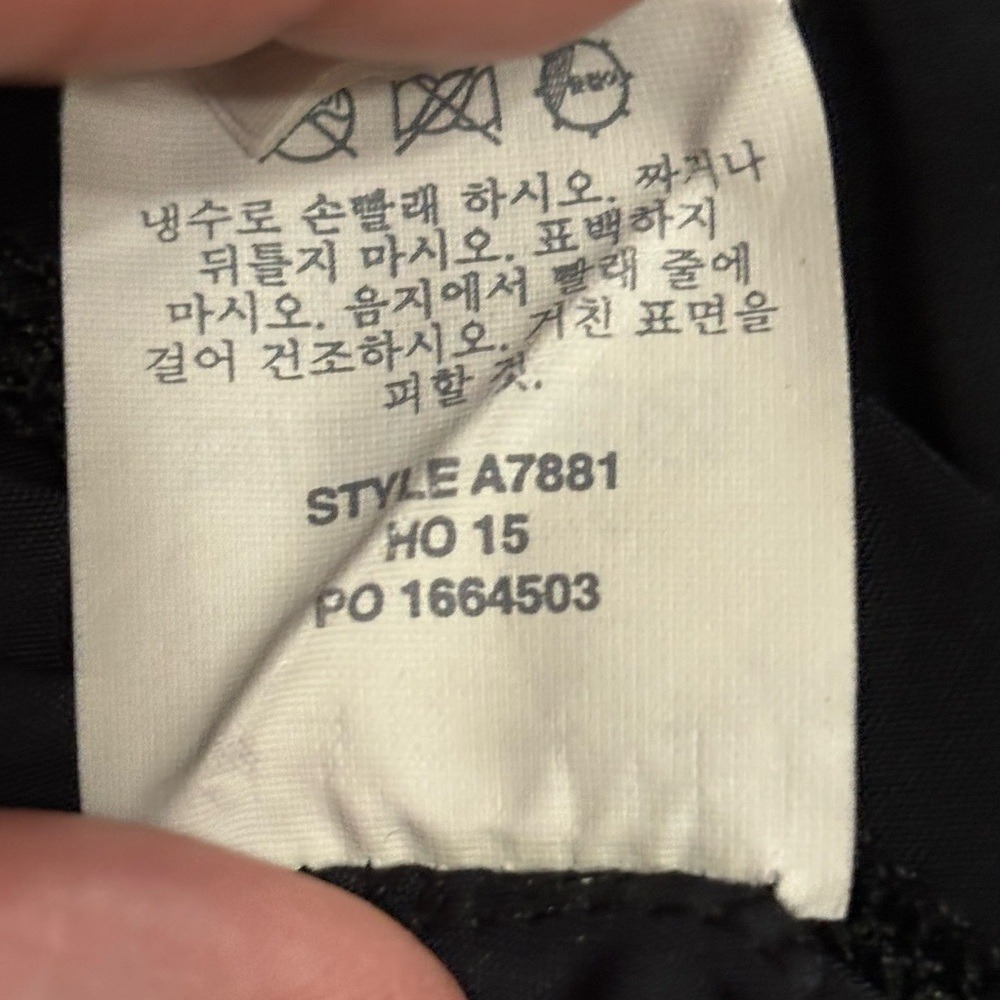 냉수로 손빨래 하시오. 짜거나
뒤틀지 마시오. 표백하지
마시오. 음지에서 빨래 줄에
걸어 건조하시오. 거친 표면을
피할 것.
STYLE A7881
HO 15
PO 1664503